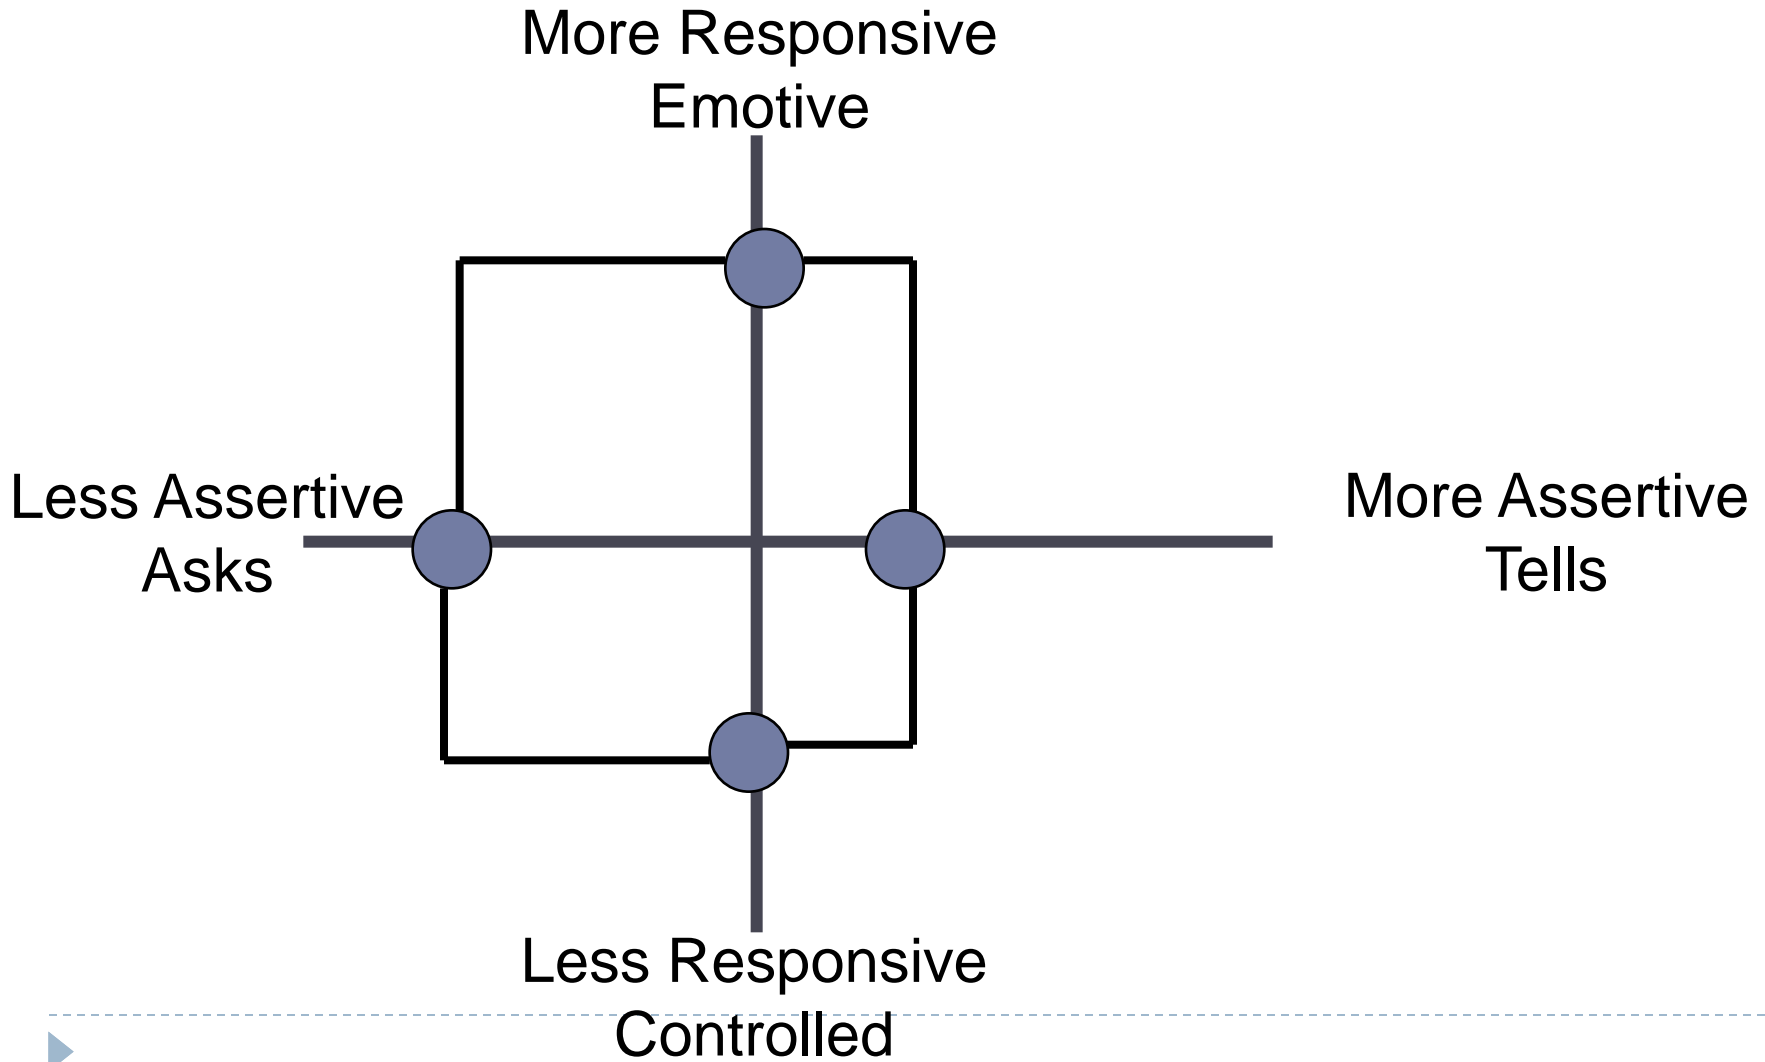 More Responsive
Emotive
Less Assertive
Asks
More Assertive
Tells
Less Responsive
Controlled